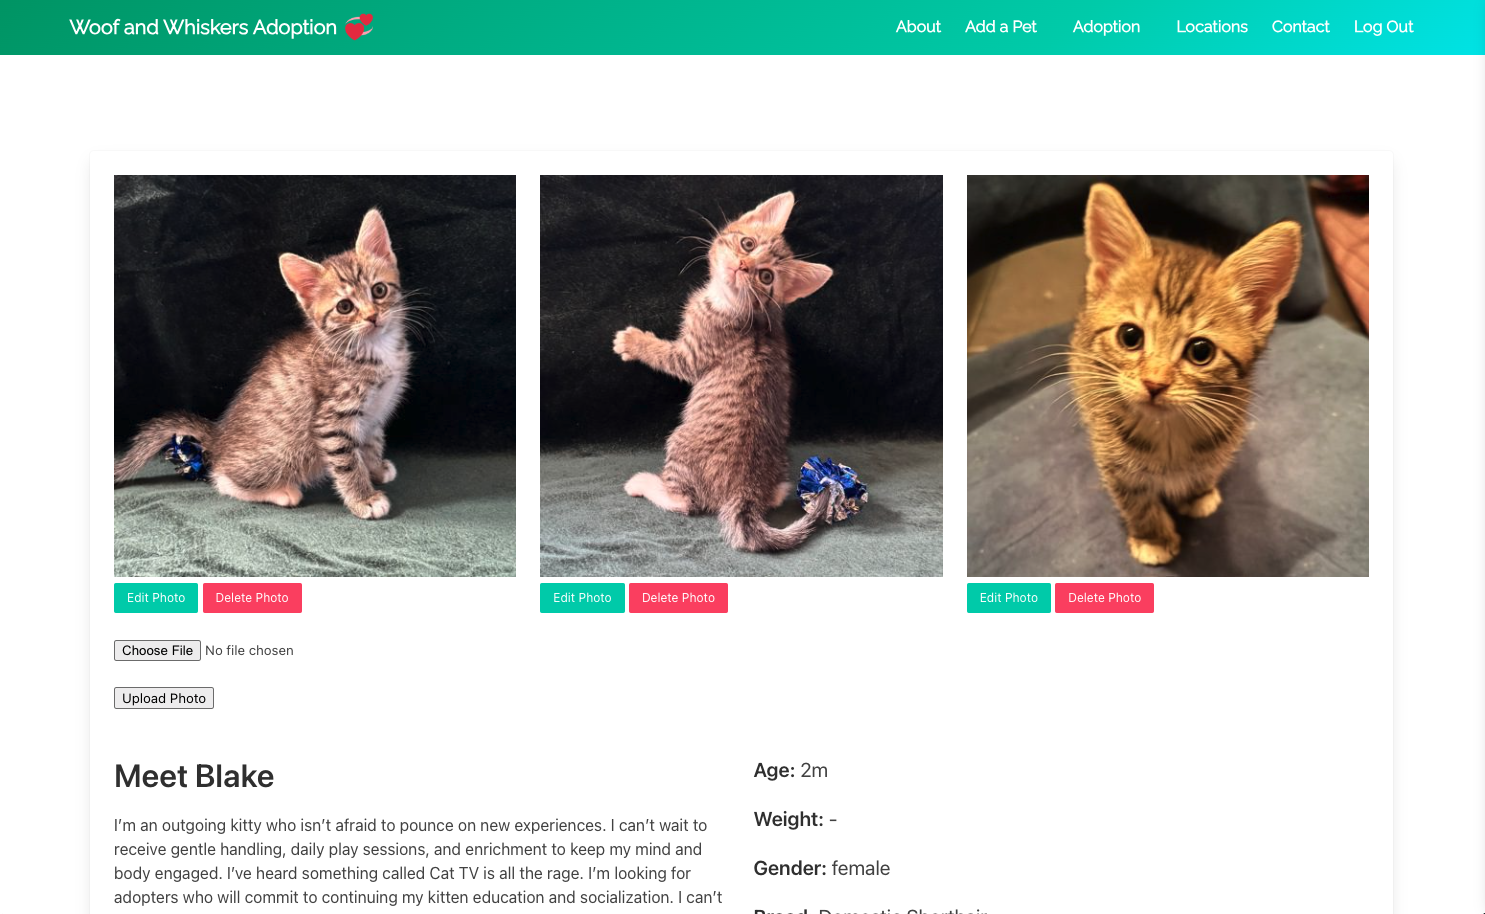 Woof and Whiskers Adoption 💞 About Add a Pet Adoption Locations Contact Log Out
Edit Photo Delete Photo Edit Photo Delete Photo Edit Photo Delete Photo
Choose File No file chosen
Upload Photo
Meet Blake
I'm an outgoing kitty who isn't afraid to pounce on new experiences. I can't wait to
receive gentle handling, daily play sessions, and enrichment to keep my mind and
body engaged. I've heard something called Cat TV is all the rage. I'm looking for
adopters who will commit to continuing my kitten education and socialization. I can't
Age: 2m
Weight: -
Gender: female
Breed: Domestic Shorthair